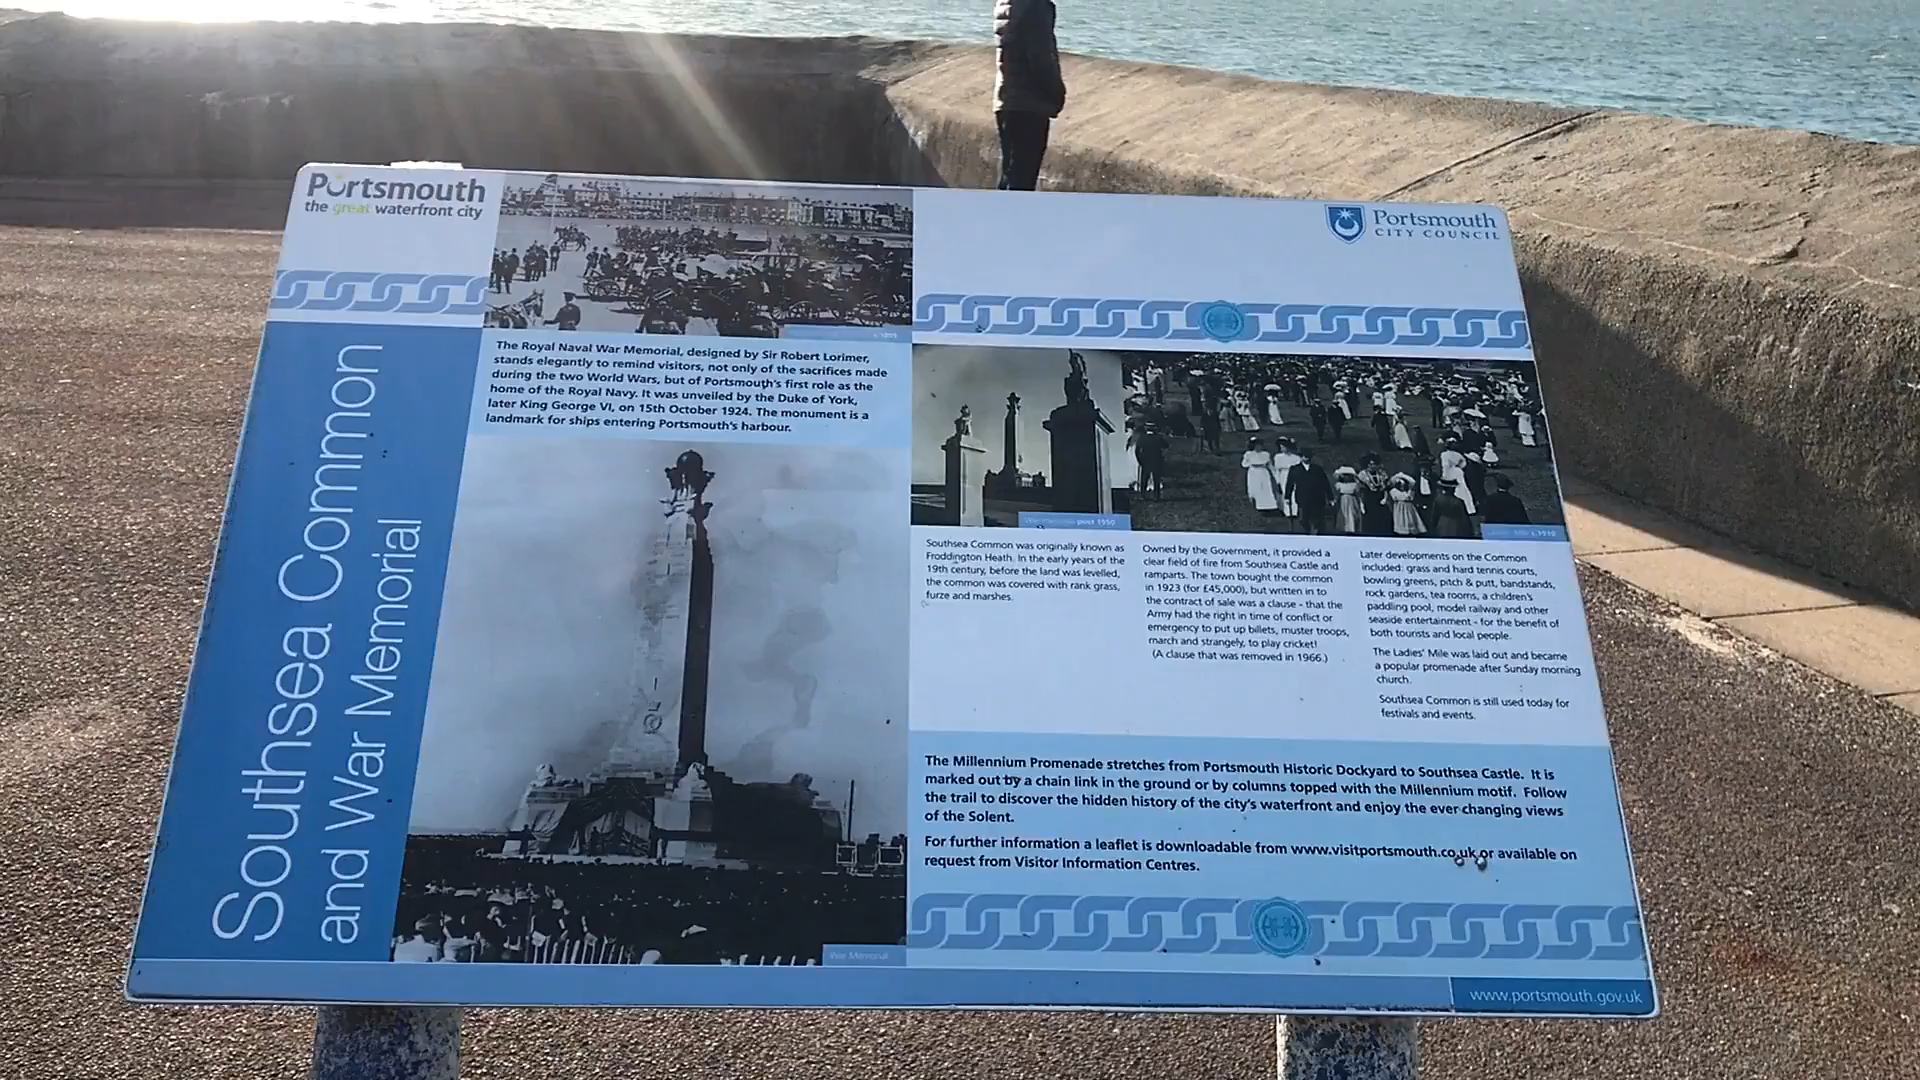 Portsmouth
the great waterfront city
Portsmouth
CITY COUNCIL
Southsea Common
and War Memorial
The Royal Naval War Memorial, designed by Sir Robert Lorimer,
stands elegantly to remind visitors, not only of the sacrifices made
during the two World Wars, but of Portsmouth's first role as the
home of the Royal Navy. It was unveiled by the Duke of York,
later King George VI, on 15th October 1924. The monument is a
landmark for ships entering Portsmouth's harbour.
War Memorial
War Memorial post 1950
c.1910
Southsea Common was originally known as
Froddington Heath. In the early years of the
19th century, before the land was levelled,
the common was covered with rank grass,
furze and marshes.
Owned by the Government, it provided a
clear field of fire from Southsea Castle and
ramparts. The town bought the common
in 1923 (for £45,000), but written in to
the contract of sale was a clause - that the
Army had the right in time of conflict or
emergency to put up billets, muster troops,
march and strangely, to play cricket!
(A clause that was removed in 1966.)
Later developments on the Common
included: grass and hard tennis courts,
bowling greens, pitch & putt, bandstands,
rock gardens, tea rooms, a children's
paddling pool, model railway and other
seaside entertainment - for the benefit of
both tourists and local people.
The Ladies' Mile was laid out and became
a popular promenade after Sunday morning
church.
Southsea Common is still used today for
festivals and events.
The Millennium Promenade stretches from Portsmouth Historic Dockyard to Southsea Castle. It is
marked out by a chain link in the ground or by columns topped with the Millennium motif. Follow
the trail to discover the hidden history of the city's waterfront and enjoy the ever-changing views
of the Solent.
For further information a leaflet is downloadable from www.visitportsmouth.co.uk or available on
request from Visitor Information Centres.
www.portsmouth.gov.uk